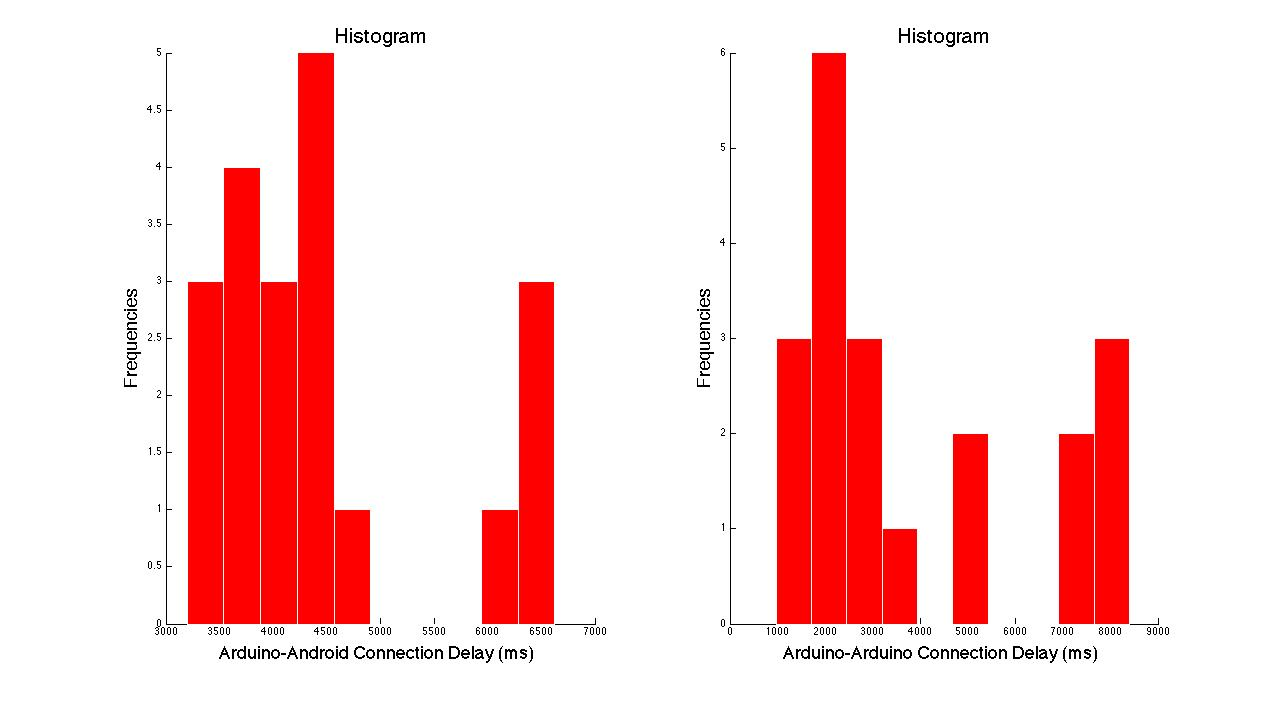 Histogram
5
4.5
4
3.5
3
2.5
2
1.5
1
0.5
0
Frequencies
3000 3500 4000 4500 5000 5500 6000 6500 7000
Arduino-Android Connection Delay (ms)
Histogram
6
5
4
3
2
1
0
Frequencies
0 1000 2000 3000 4000 5000 6000 7000 8000 9000
Arduino-Arduino Connection Delay (ms)